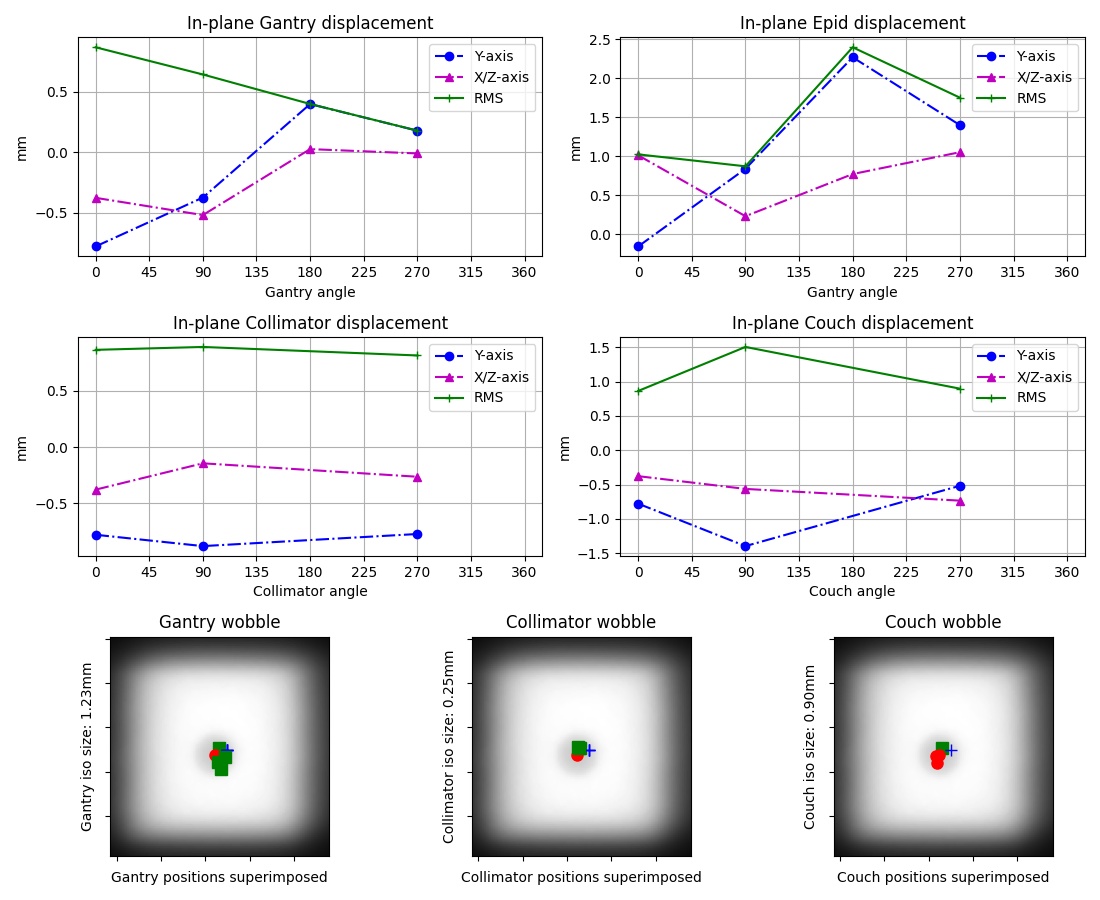 In-plane Gantry displacement
mm
0.5
0.0
−0.5
Y-axis
X/Z-axis
RMS
0 45 90 135 180 225 270 315 360
Gantry angle
In-plane Epid displacement
mm
2.5
2.0
1.5
1.0
0.5
0.0
Y-axis
X/Z-axis
RMS
0 45 90 135 180 225 270 315 360
Gantry angle
In-plane Collimator displacement
mm
0.5
0.0
−0.5
Y-axis
X/Z-axis
RMS
0 45 90 135 180 225 270 315 360
Collimator angle
In-plane Couch displacement
mm
1.5
1.0
0.5
0.0
−0.5
−1.0
−1.5
Y-axis
X/Z-axis
RMS
0 45 90 135 180 225 270 315 360
Couch angle
Gantry wobble
Gantry iso size: 1.23mm
Gantry positions superimposed
Collimator wobble
Collimator iso size: 0.25mm
Collimator positions superimposed
Couch wobble
Couch iso size: 0.90mm
Couch positions superimposed